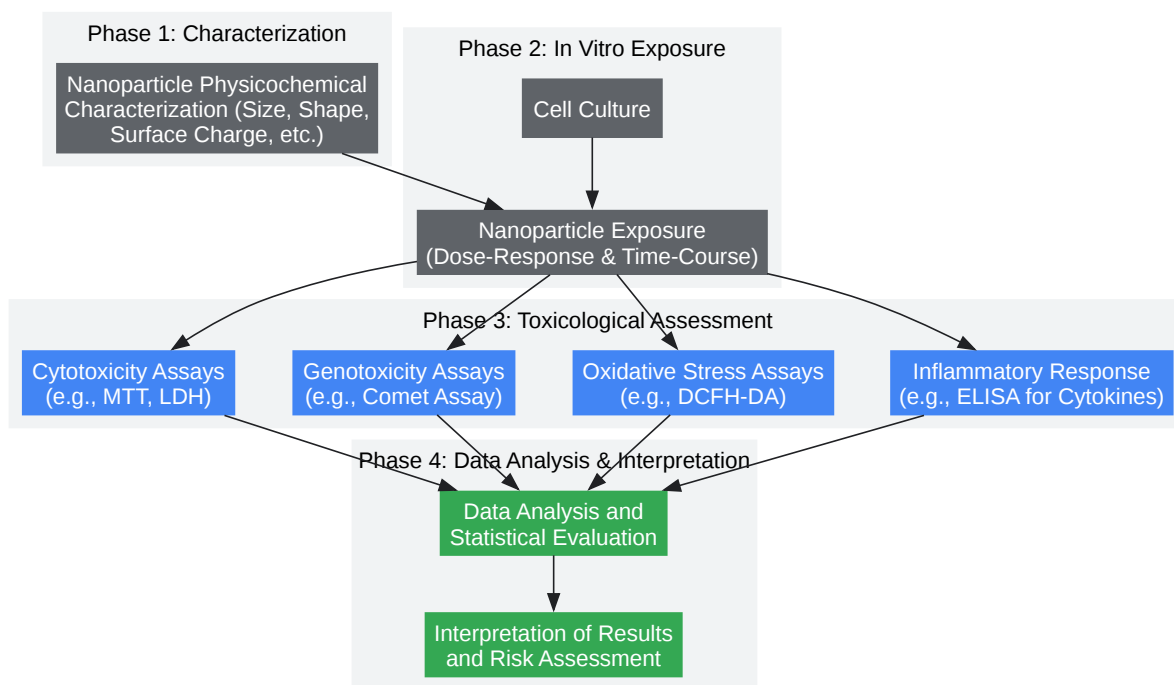 Phase 1: Characterization
Nanoparticle Physicochemical
Characterization (Size, Shape,
Surface Charge, etc.)
Phase 2: In Vitro Exposure
Cell Culture
Nanoparticle Exposure
(Dose-Response & Time-Course)
Phase 3: Toxicological Assessment
Cytotoxicity Assays
(e.g., MTT, LDH)
Genotoxicity Assays
(e.g., Comet Assay)
Oxidative Stress Assays
(e.g., DCFH-DA)
Inflammatory Response
(e.g., ELISA for Cytokines)
Phase 4: Data Analysis & Interpretation
Data Analysis and
Statistical Evaluation
Interpretation of Results
and Risk Assessment